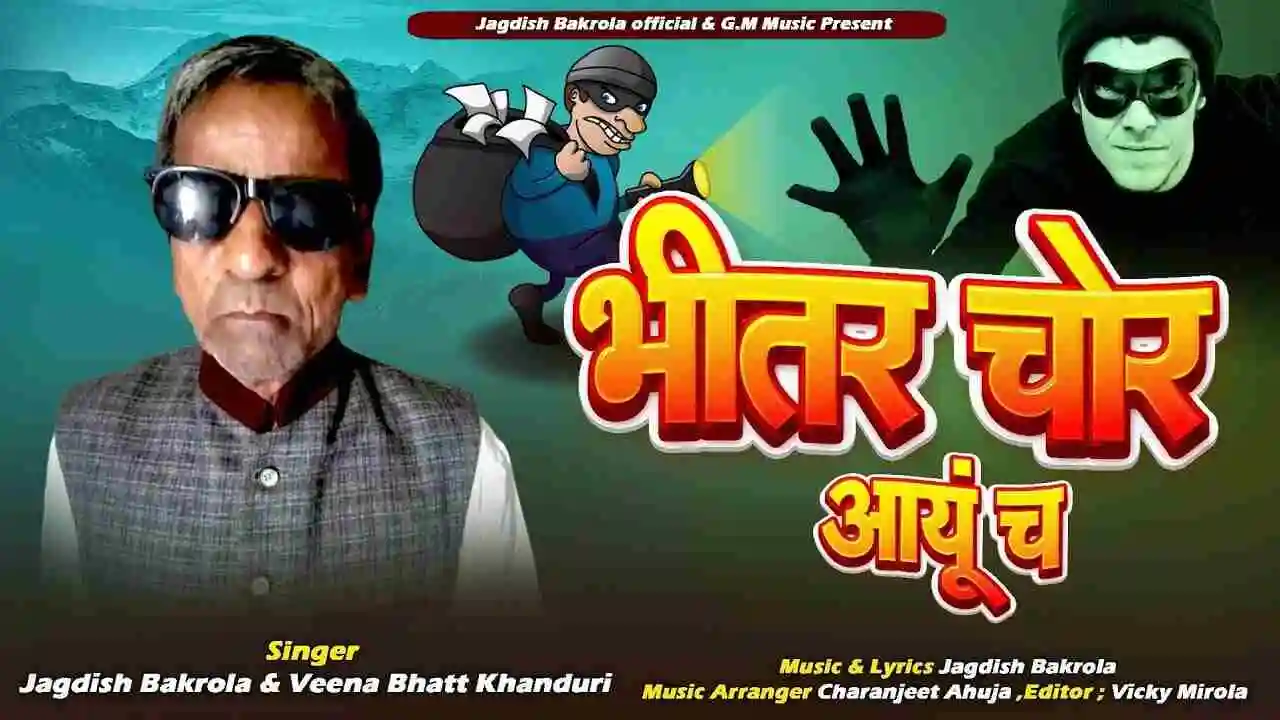 Jagdish Bakrola official & G.M Music Present
भीतर चोर
आयूं च
Singer
Jagdish Bakrola & Veena Bhatt Khanduri
Music & Lyrics Jagdish Bakrola
Music Arranger Charanjeet Ahuja ,Editor ; Vicky Mirola